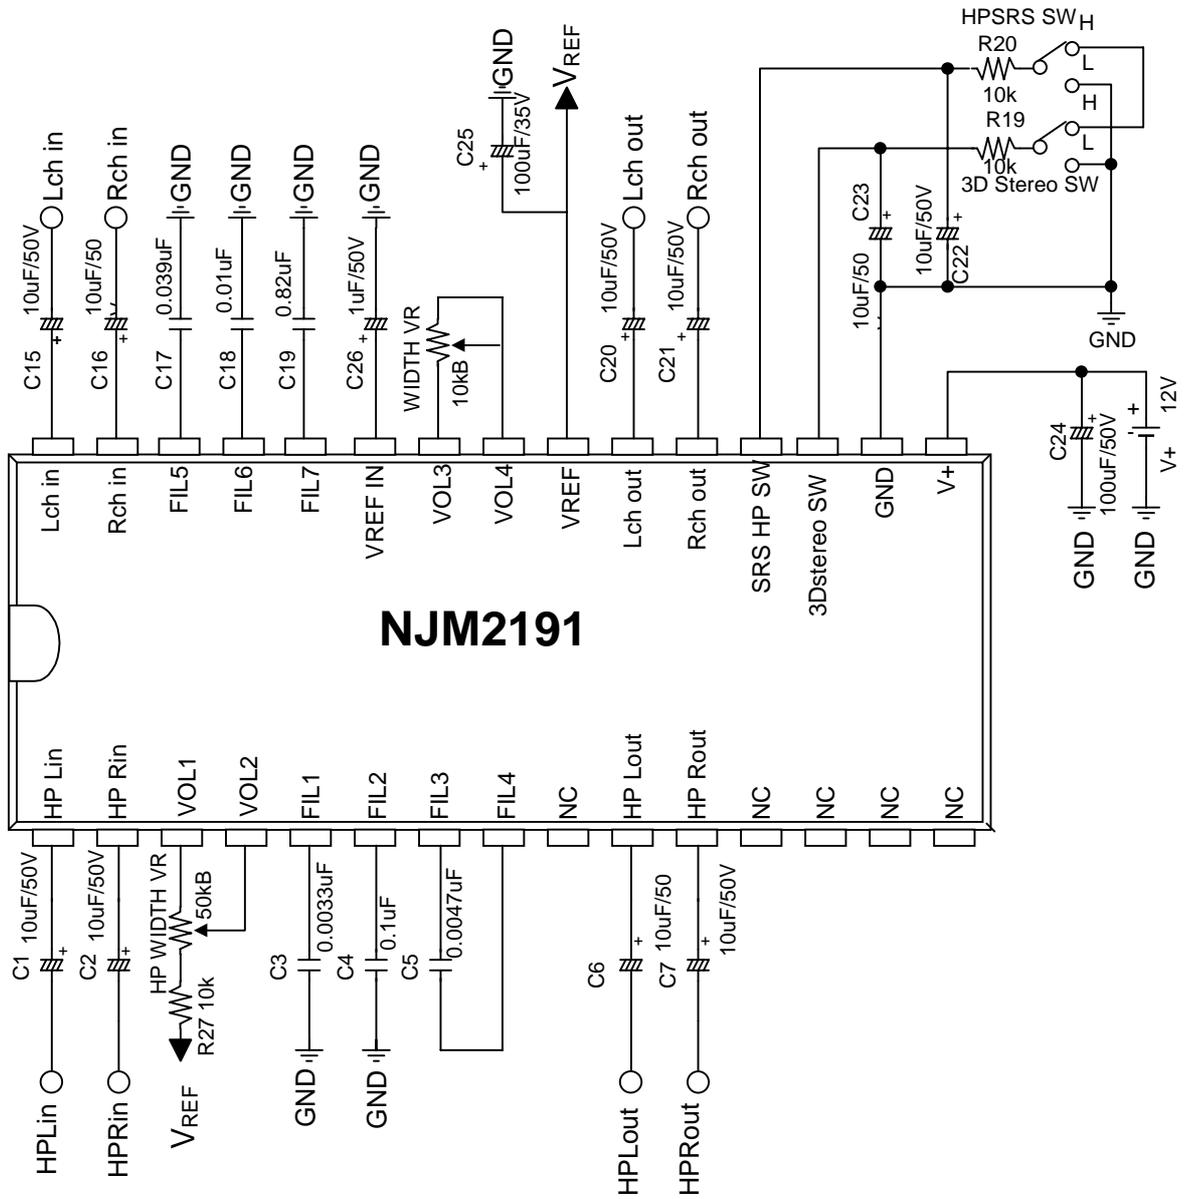 HPSRS SW
H
R20
L
10k
H
R19
L
10k
3D Stereo SW
GND
C25
100uF/35V
VREF
Lch in
Rch in
GND
GND
GND
GND
Lch out
Rch out
10uF/50V
10uF/50
0.039uF
0.01uF
0.82uF
1uF/50V
WIDTH VR
10kB
10uF/50V
10uF/50V
C23
10uF/50V
10uF/50
C22
GND
C15
C16
C17
C18
C19
C26
C20
C21
C24
100uF/50V
12V
V+
GND
GND
Lch in
Rch in
FIL5
FIL6
FIL7
VREF IN
VOL3
VOL4
VREF
Lch out
Rch out
SRS HP SW
3Dstereo SW
GND
V+
NJM2191
HP Lin
HP Rin
VOL1
VOL2
FIL1
FIL2
FIL3
FIL4
NC
HP Lout
HP Rout
NC
NC
NC
NC
C1
10uF/50V
C2
10uF/50V
HP WIDTH VR
50kB
R27 10k
C3
0.0033uF
C4
0.1uF
C5
0.0047uF
C6
10uF/50
C7
10uF/50V
HPLin
HPRin
VREF
GND
GND
HPLout
HPRout